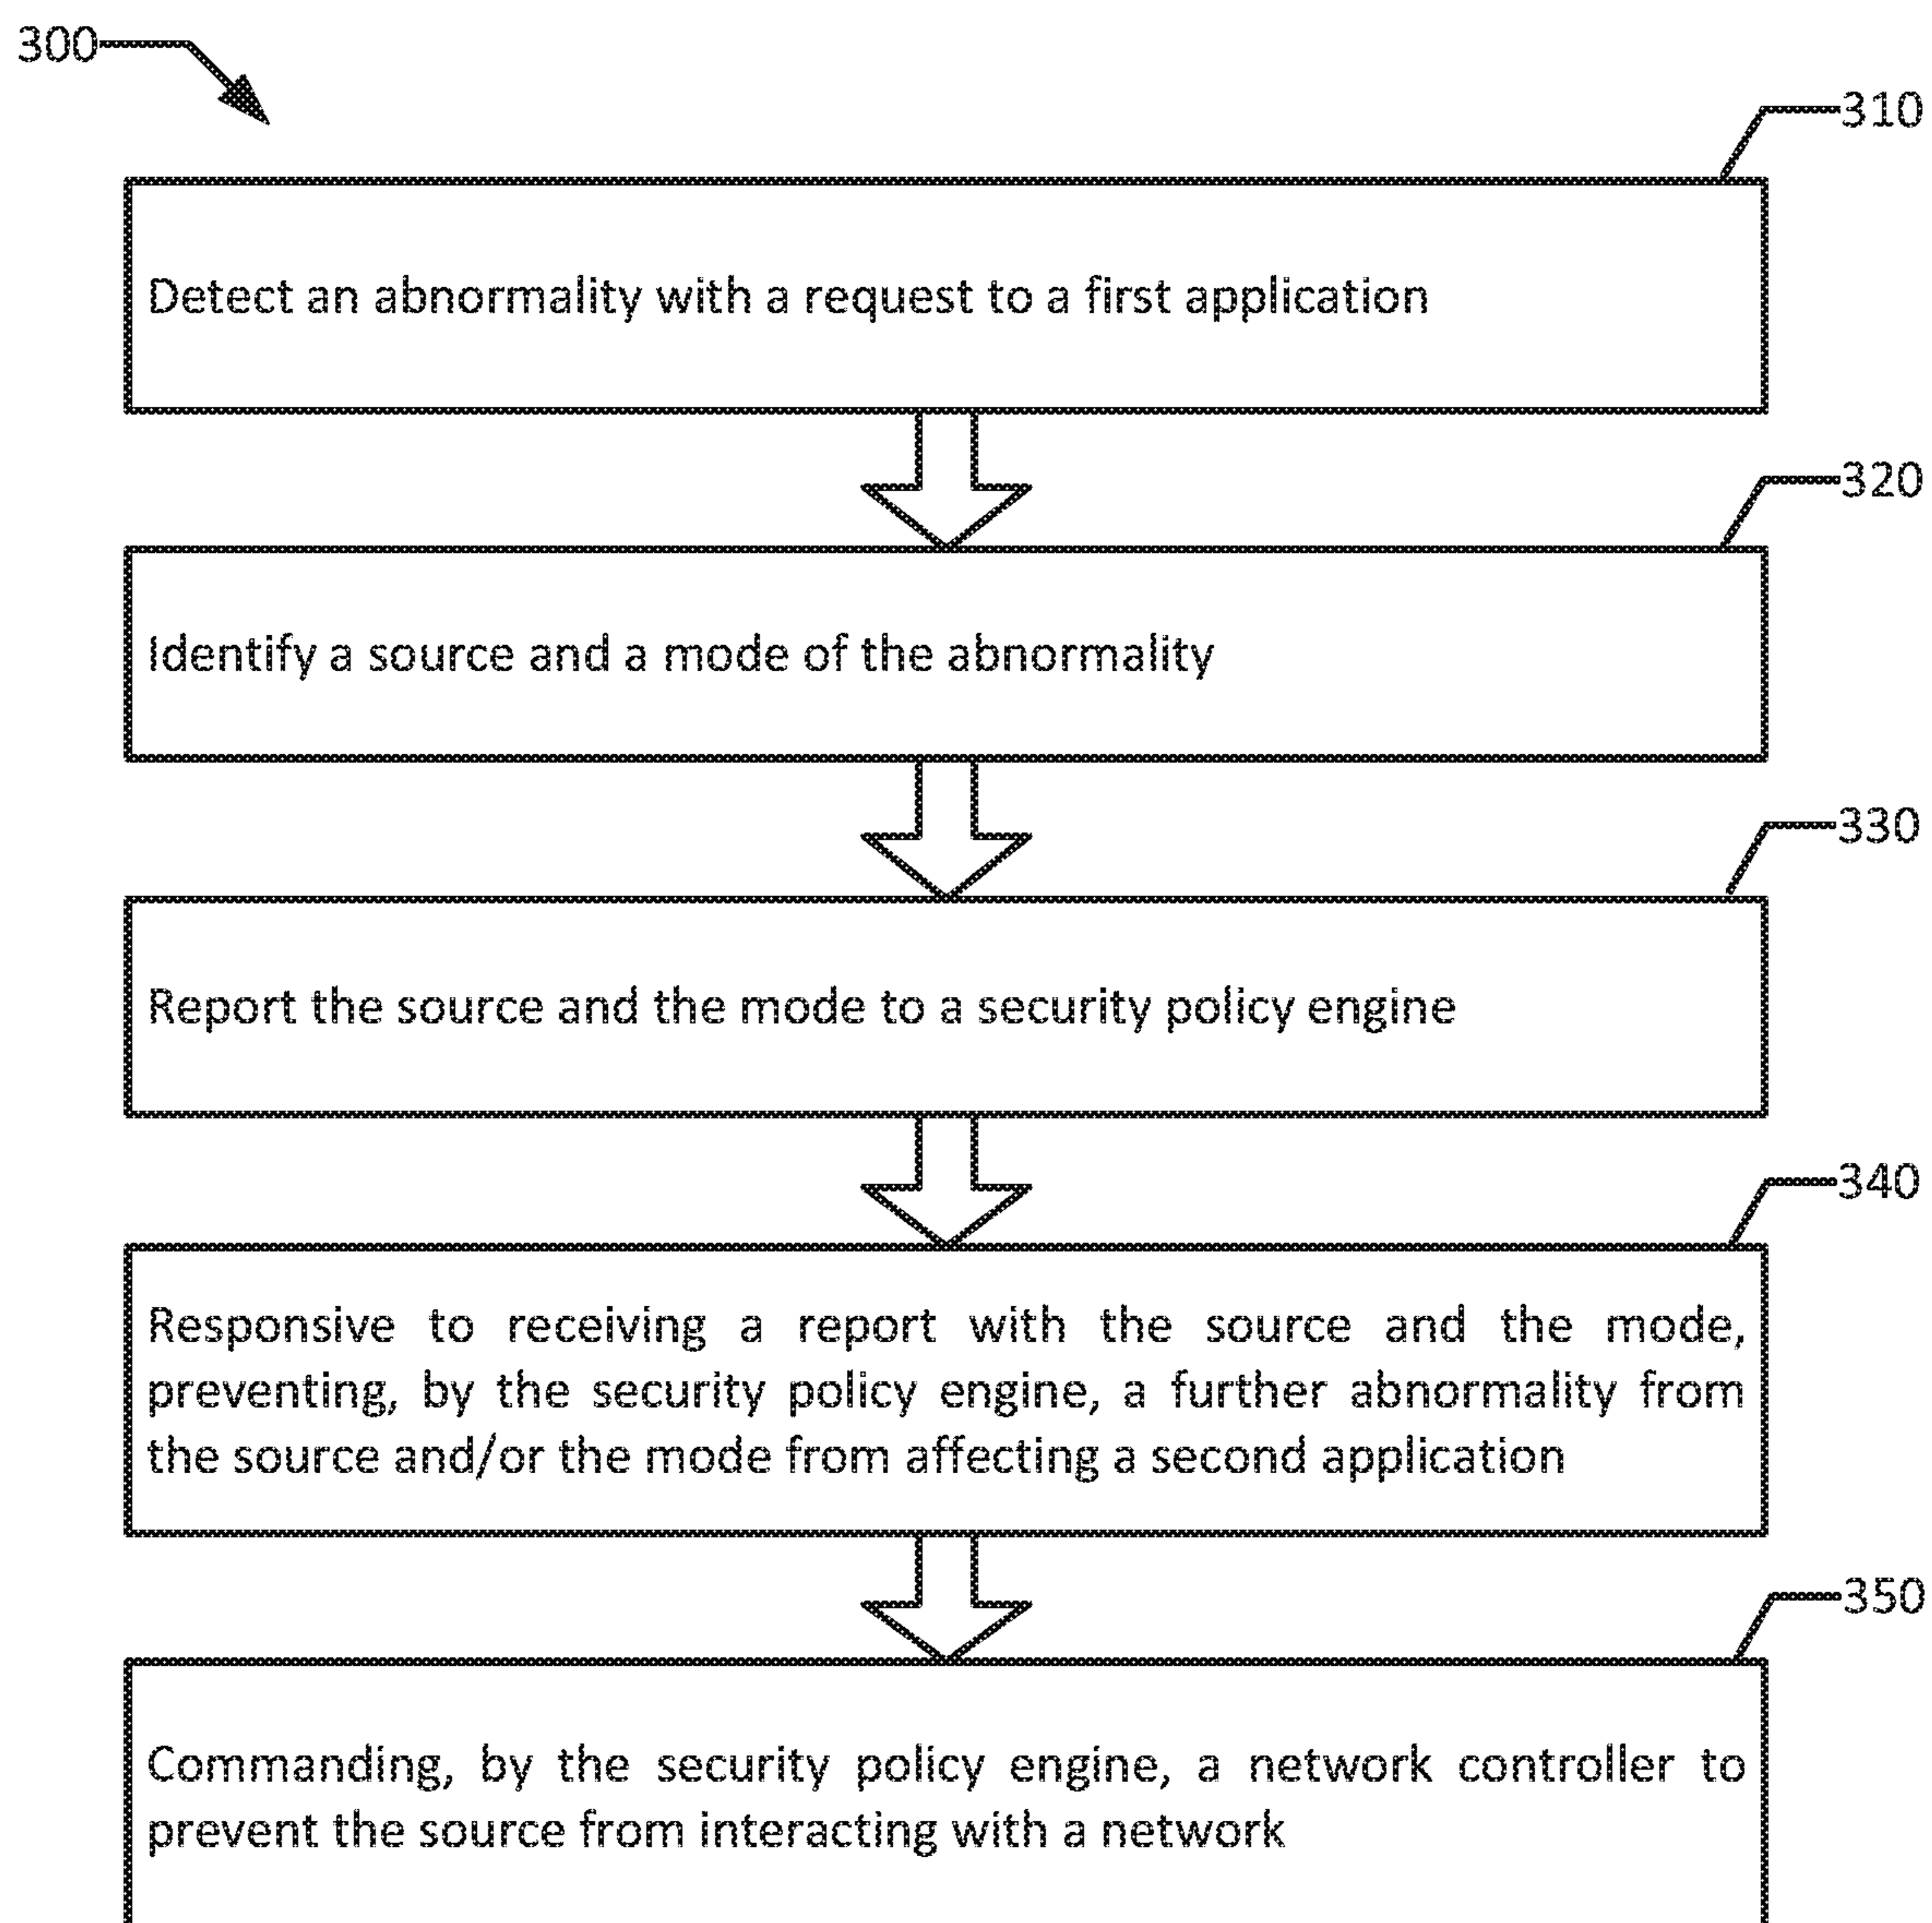 300
310
Detect an abnormality with a request to a first application
320
Identify a source and a mode of the abnormality
330
Report the source and the mode to a security policy engine
340
Responsive to receiving a report with the source and the mode,
preventing, by the security policy engine, a further abnormality from
the source and/or the mode from affecting a second application
350
Commanding, by the security policy engine, a network controller to
prevent the source from interacting with a network